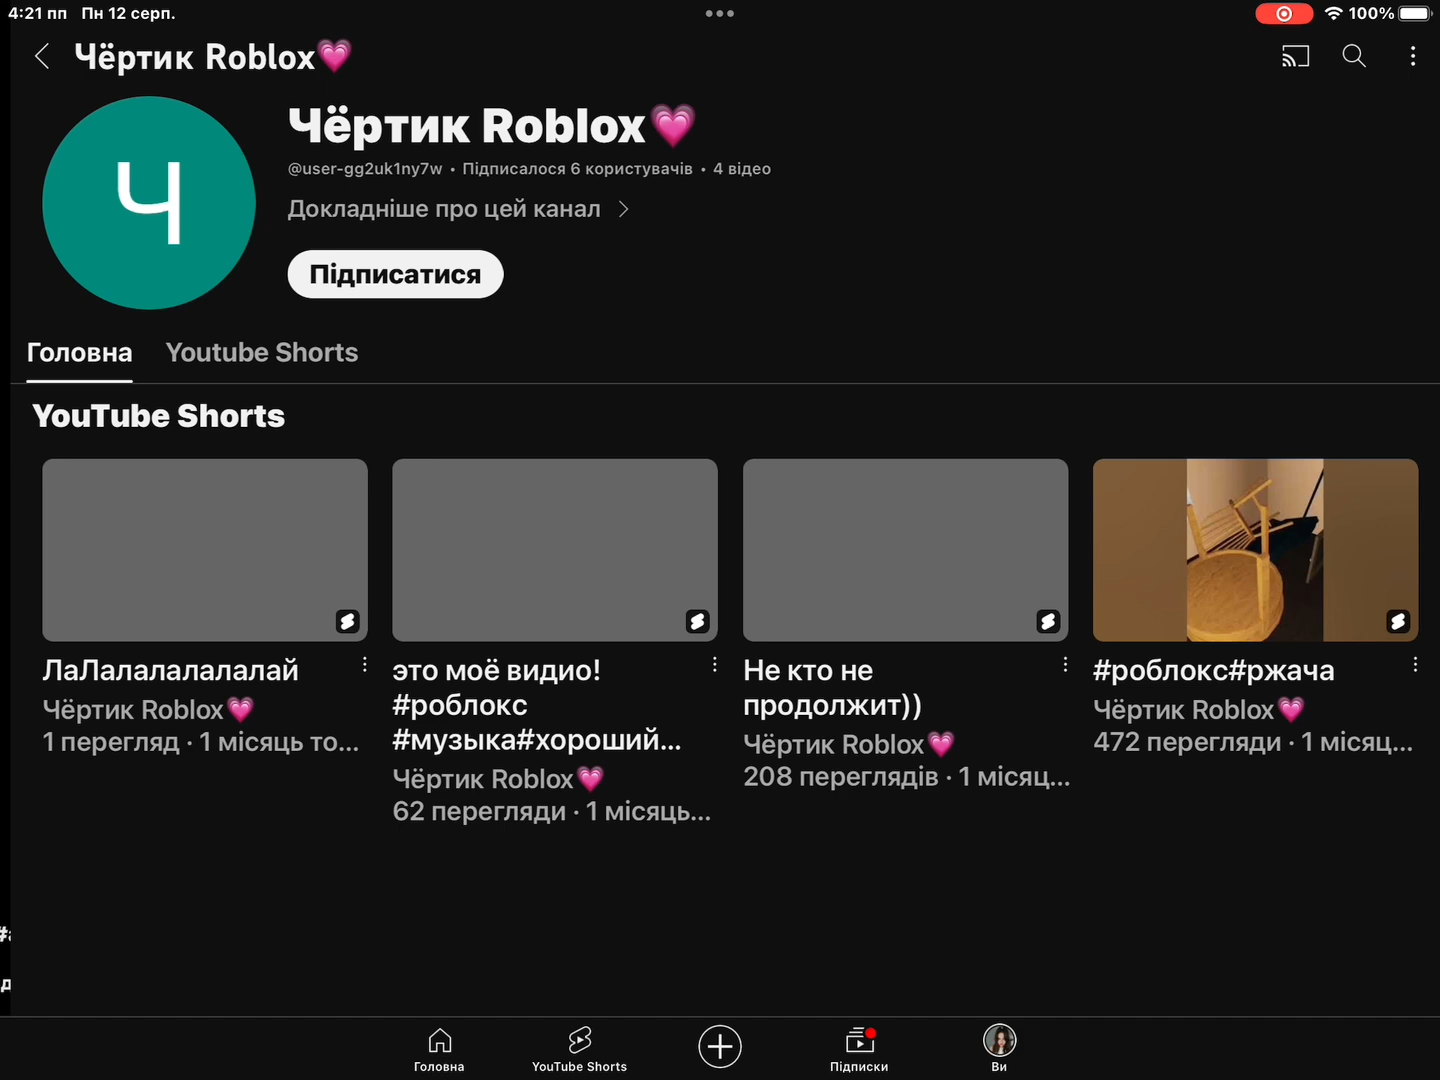 4:21 пп Пн 12 серп.
100%
Чёртик Roblox💗
Ч
Чёртик Roblox💗
@user-gg2uk1ny7w • Підписалося 6 користувачів • 4 відео
Докладніше про цей канал
Підписатися
Головна Youtube Shorts
YouTube Shorts
ЛаЛалалалалалай
Чёртик Roblox💗
1 перегляд · 1 місяць то...
это моё видио!
#роблокс
#музыка#хороший...
Чёртик Roblox💗
62 перегляди · 1 місяць...
Не кто не
продолжит))
Чёртик Roblox💗
208 переглядів · 1 місяц...
#роблокс#ржача
Чёртик Roblox💗
472 перегляди · 1 місяц...
Головна
YouTube Shorts
Підписки
Ви